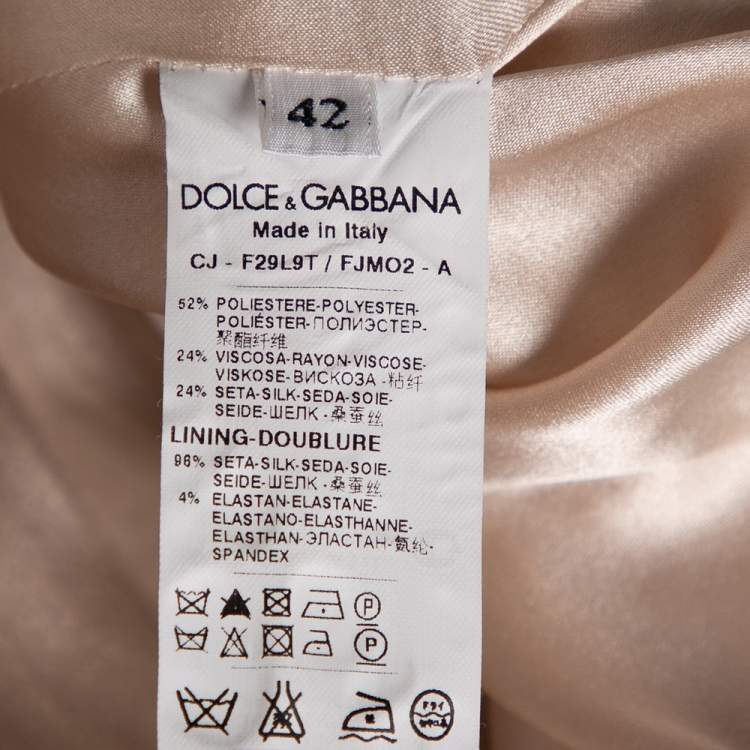 42
DOLCE & GABBANA
Made in Italy
CJ - F29L9T / FJMO2 - A
52% POLIESTERE-POLYESTER-
POLIÉSTER-ПОЛИЭСТЕР-
聚酯纤维
24% VISCOSA-RAYON-VISCOSE-
VISKOSE-ВИСКОЗА-粘纤
24% SETA-SILK-SEDA-SOIE-
SEIDE-ШЕЛК-桑蚕丝
LINING-DOUBLURE
96% SETA-SILK-SEDA-SOIE-
SEIDE-ШЕЛК-桑蚕丝
4% ELASTAN-ELASTANE-
ELASTANO-ELASTHANNE-
ELASTHAN-ЭЛАСТАН-氨纶-
SPANDEX
P
P
ドライ